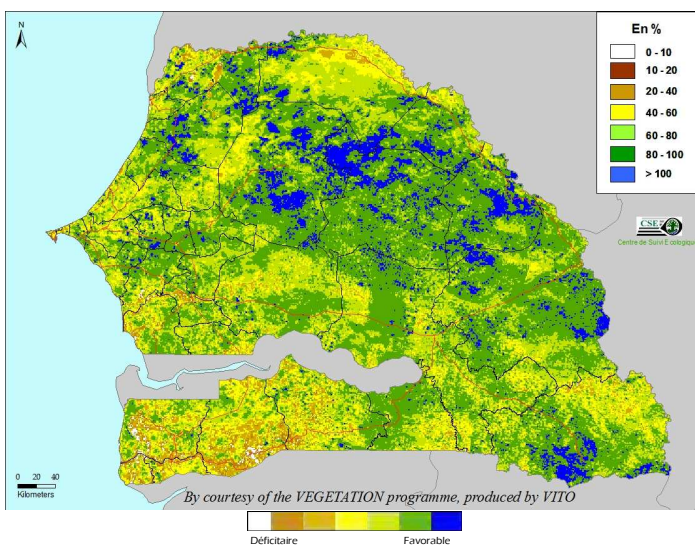 N
En %
0 - 10
10 - 20
20 - 40
40 - 60
60 - 80
80 - 100
> 100
CSE
Centre de Suivi Ecologique
0 20 40
Kilometers
By courtesy of the VEGETATION programme, produced by VITO
Déficitaire Favorable